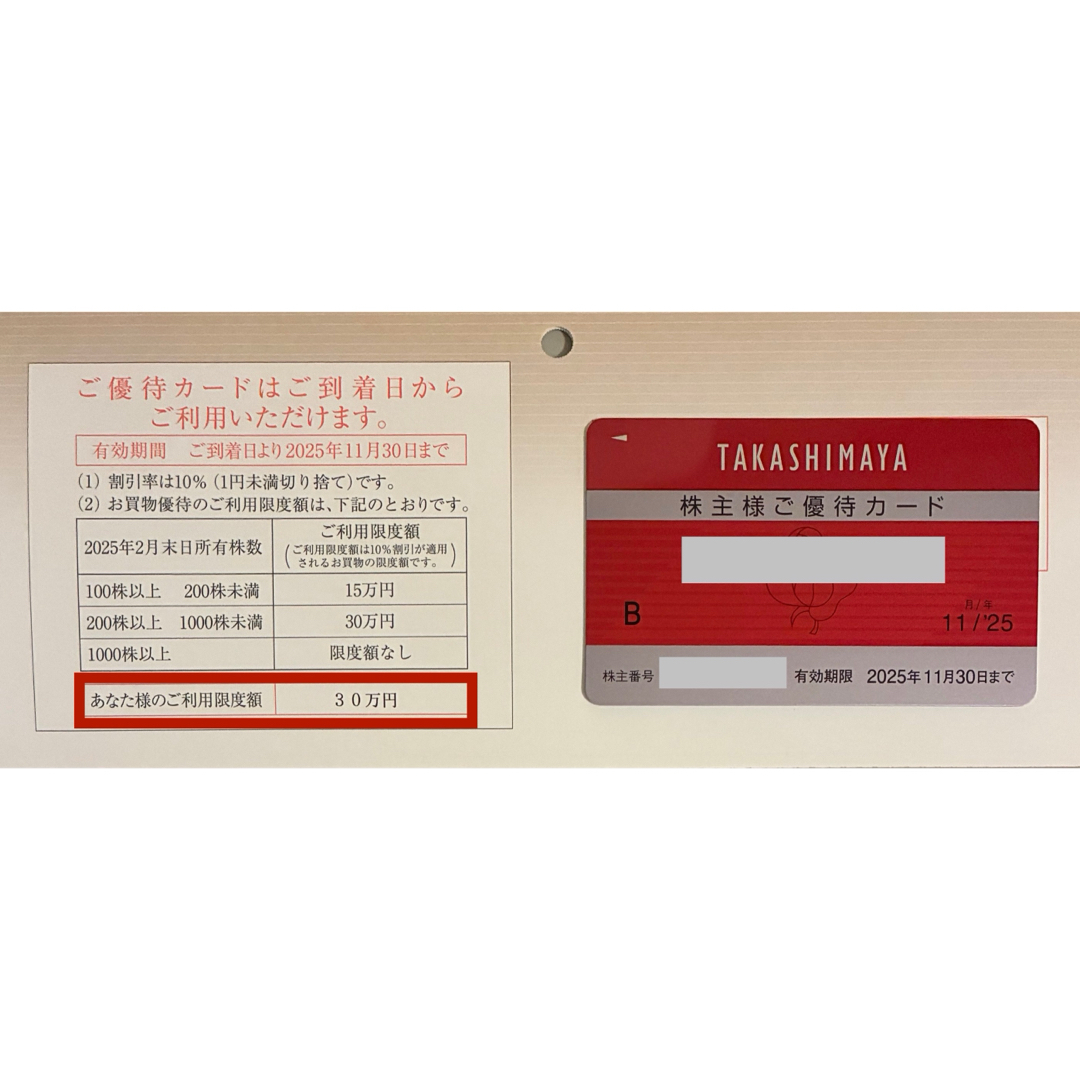 ご優待カードはご到着日から
ご利用いただけます。
有効期間 ご到着日より2025年11月30日まで
(1) 割引率は10% (1円未満切り捨て)です。
(2) お買物優待のご利用限度額は、下記のとおりです。
2025年2月末日所有株数
ご利用限度額
(ご利用限度額は10%割引が適用
されるお買物の限度額です。)
100株以上 200株未満 15万円
200株以上 1000株未満 30万円
1000株以上 限度額なし
あなた様のご利用限度額 30万円
TAKASHIMAYA
株主様ご優待カード
B
月/年
11/'25
株主番号 有効期限 2025年11月30日まで